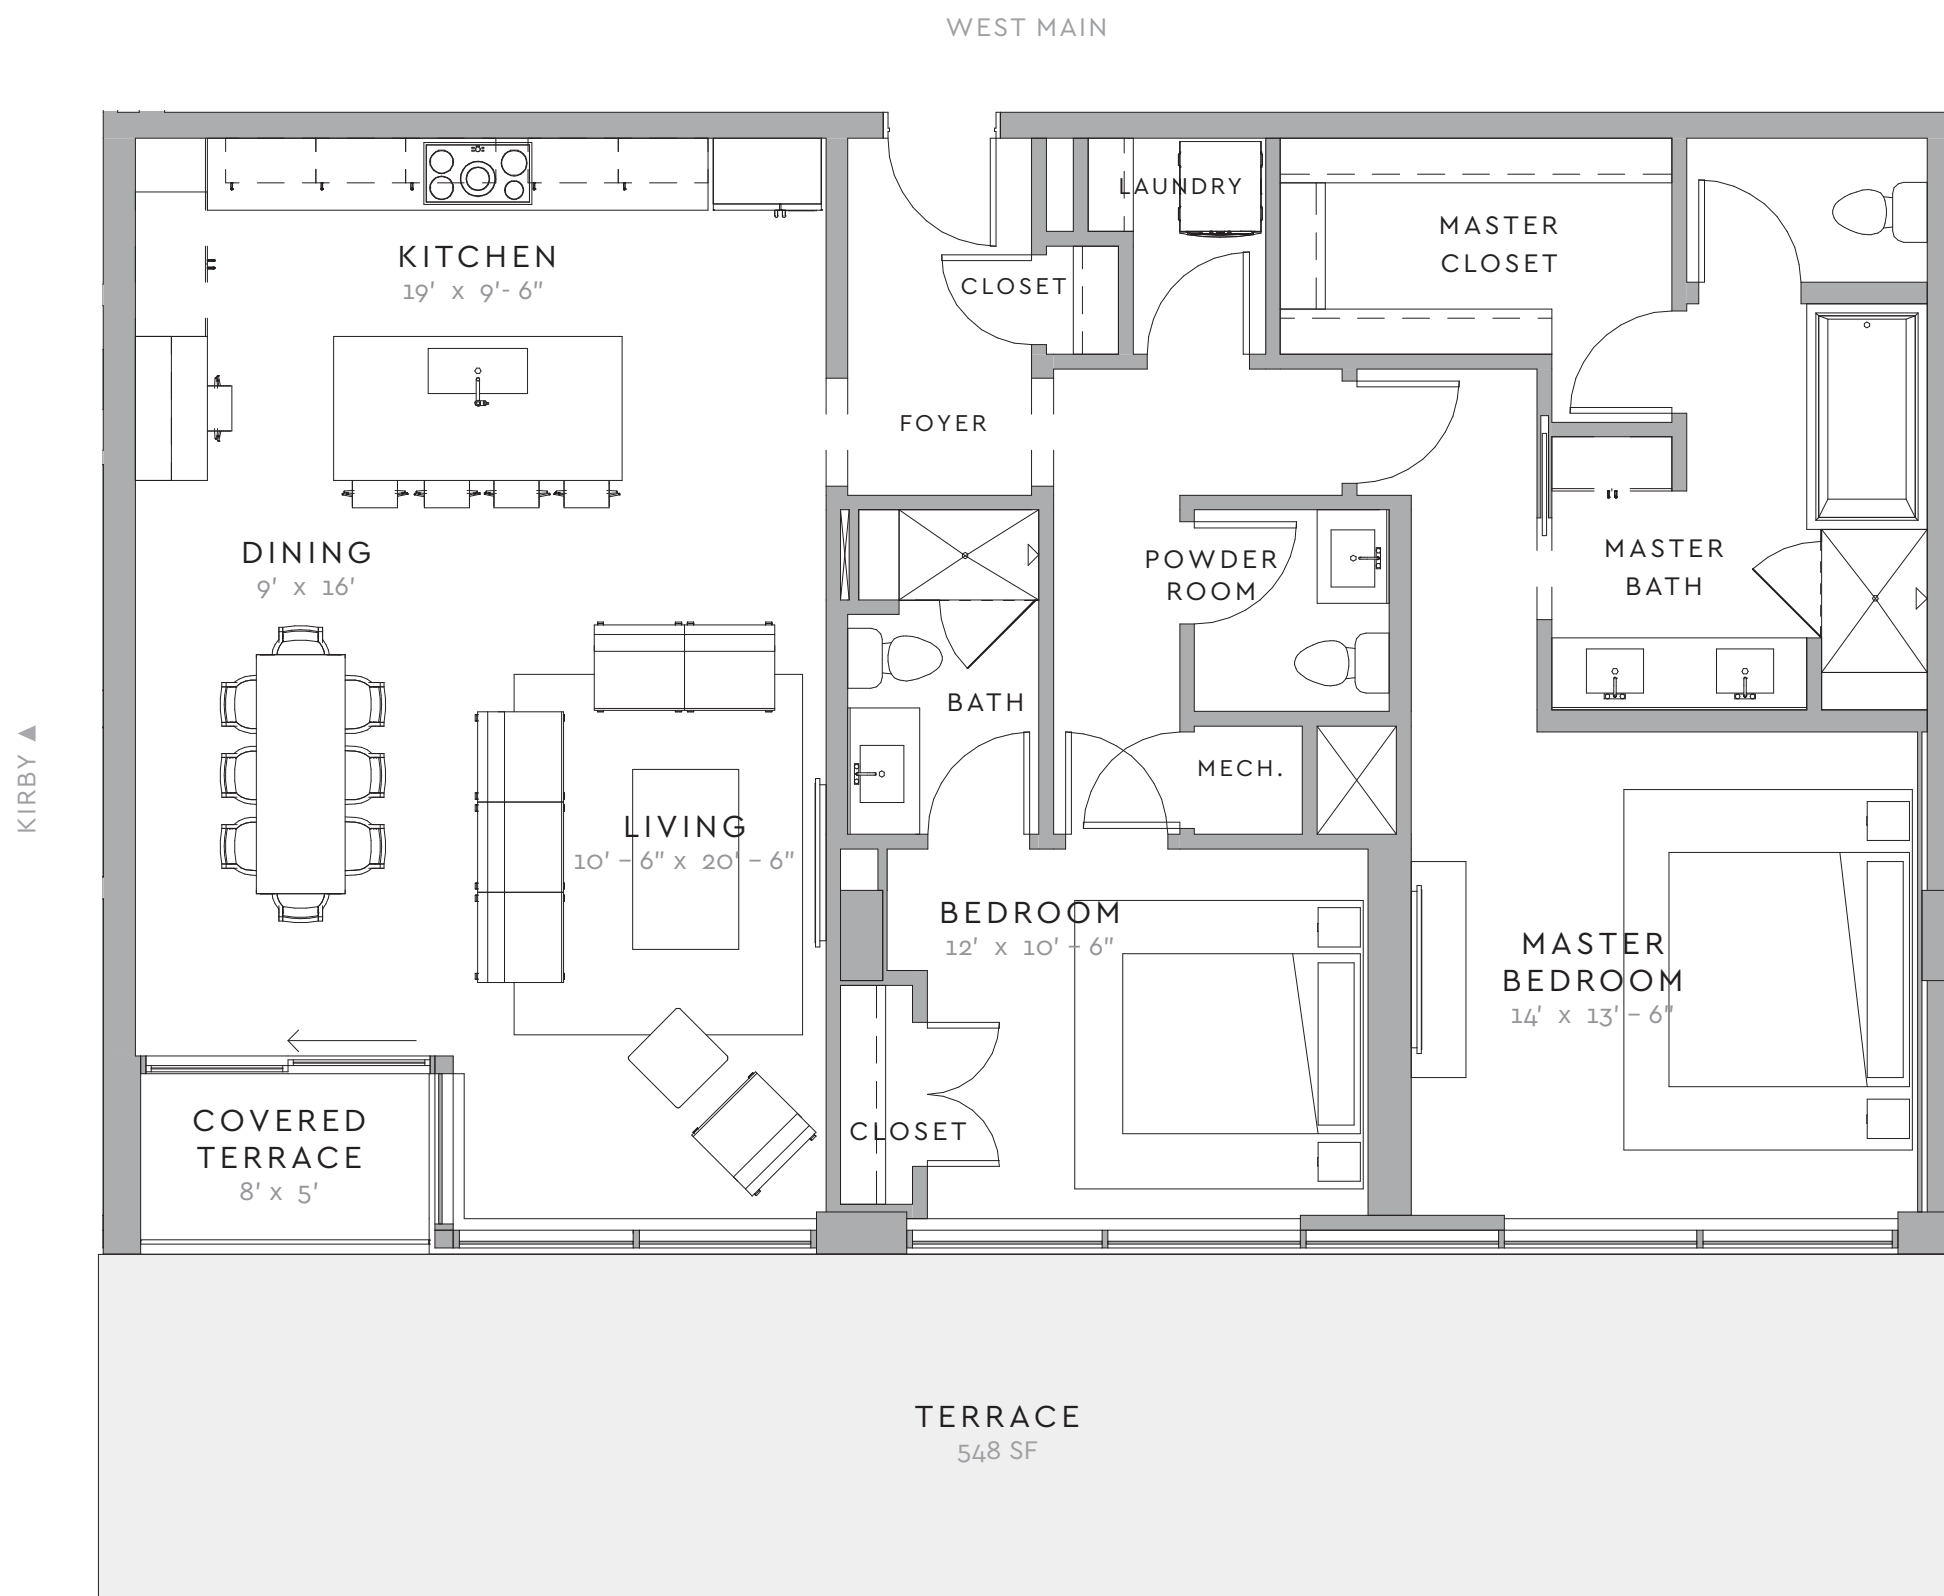 WEST MAIN
LAUNDRY
MASTER
CLOSET
KITCHEN
19' x 9'- 6"
CLOSET
FOYER
DINING
9' x 16'
POWDER
ROOM
MASTER
BATH
BATH
KIRBY ▲
MECH.
LIVING
10' – 6" x 20' – 6"
BEDROOM
12' x 10' – 6"
MASTER
BEDROOM
14' x 13' – 6"
COVERED
TERRACE
8' x 5'
CLOSET
TERRACE
548 SF